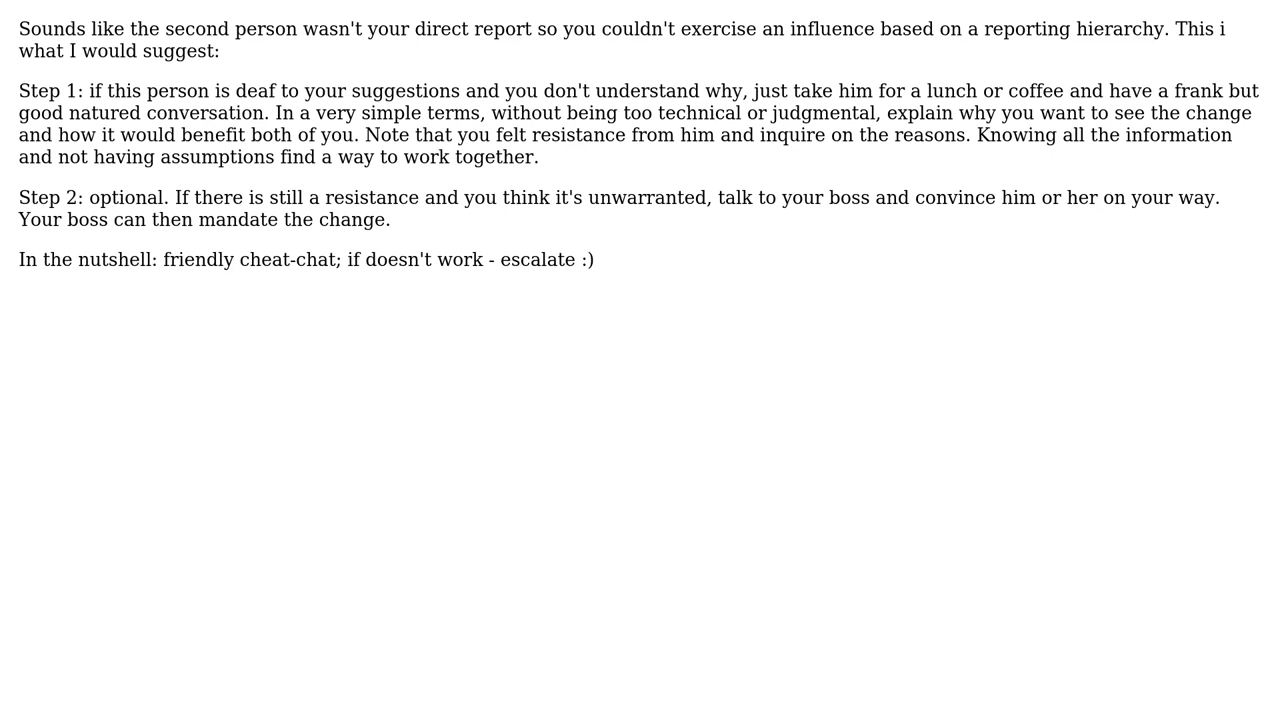 Sounds like the second person wasn't your direct report so you couldn't exercise an influence based on a reporting hierarchy. This i
what I would suggest:
Step 1: if this person is deaf to your suggestions and you don't understand why, just take him for a lunch or coffee and have a frank but
good natured conversation. In a very simple terms, without being too technical or judgmental, explain why you want to see the change
and how it would benefit both of you. Note that you felt resistance from him and inquire on the reasons. Knowing all the information
and not having assumptions find a way to work together.
Step 2: optional. If there is still a resistance and you think it's unwarranted, talk to your boss and convince him or her on your way.
Your boss can then mandate the change.
In the nutshell: friendly cheat-chat; if doesn't work - escalate :)